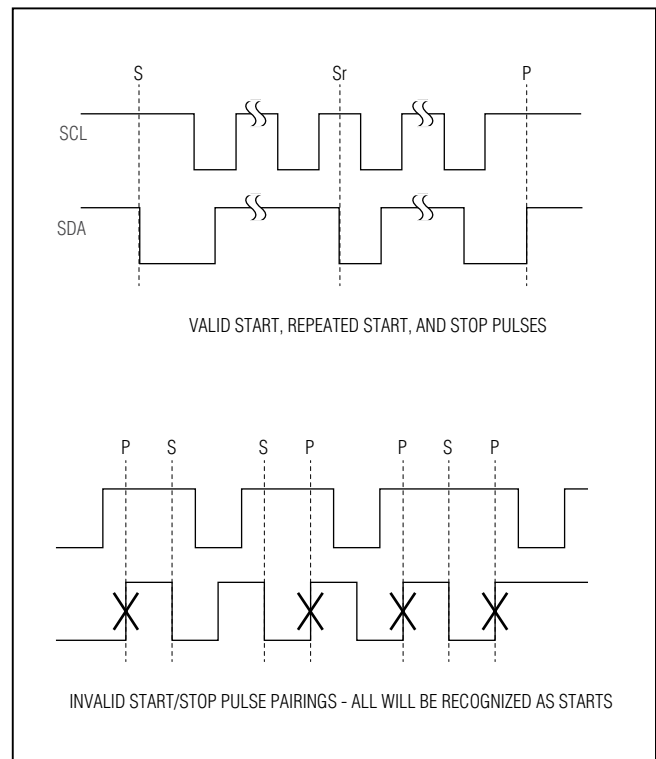 S Sr P
SCL
SDA
VALID START, REPEATED START, AND STOP PULSES
P S S P P S P
INVALID START/STOP PULSE PAIRINGS - ALL WILL BE RECOGNIZED AS STARTS